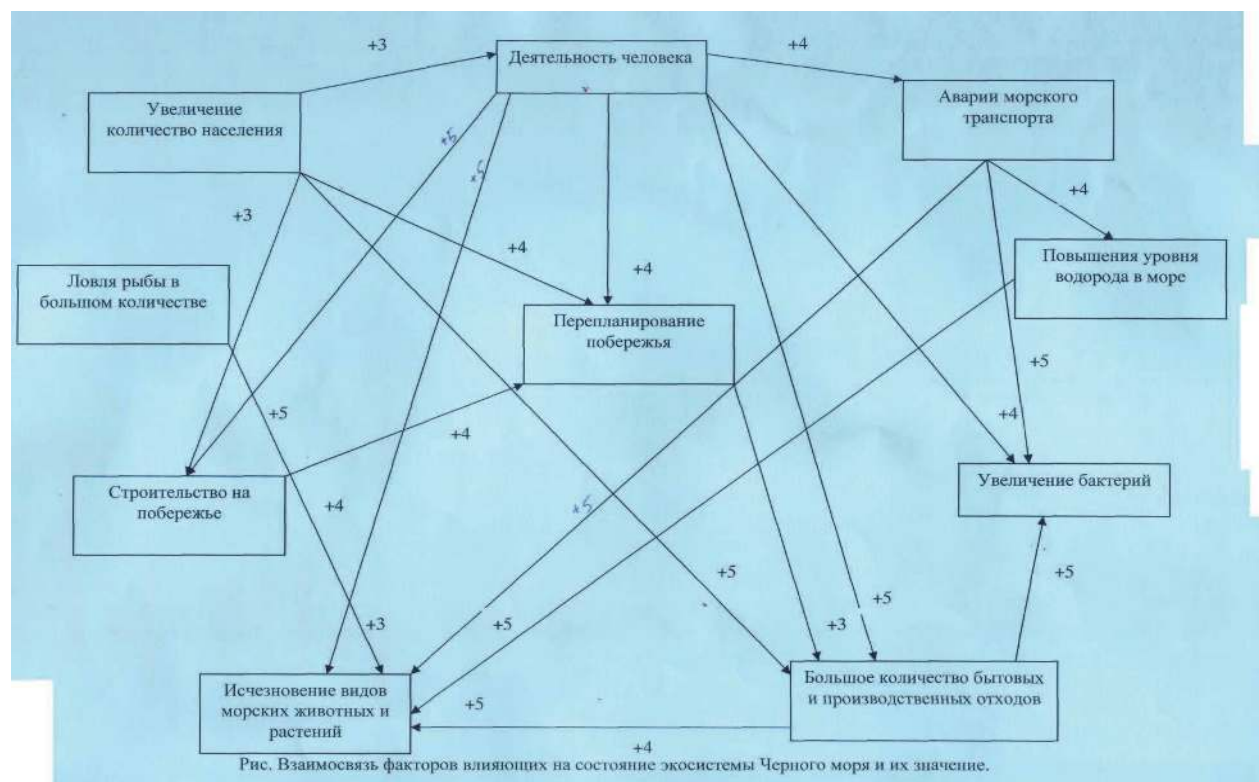 +3
Деятельность человека
+4
Увеличение
количество населения
Аварии морского
транспорта
+5
+5
+3
+4
+4
+4
Ловля рыбы в
большом количестве
Повышения уровня
водорода в море
Перепланирование
побережья
+5
+5
+4
+4
Строительство на
побережье
Увеличение бактерий
+4
+5
+5
+5
+5
+3
+5
+3
Исчезновение видов
морских животных и
растений
Большое количество бытовых
и производственных отходов
+5
+4
Рис. Взаимосвязь факторов влияющих на состояние экосистемы Черного моря и их значение.